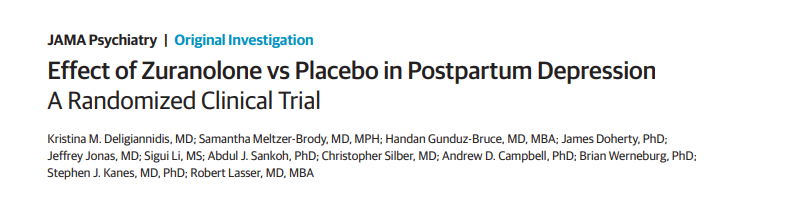 JAMA Psychiatry | Original Investigation
Effect of Zuranolone vs Placebo in Postpartum Depression
A Randomized Clinical Trial
Kristina M. Deligiannidis, MD; Samantha Meltzer-Brody, MD, MPH; Handan Gunduz-Bruce, MD, MBA; James Doherty, PhD;
Jeffrey Jonas, MD; Sigui Li, MS; Abdul J. Sankoh, PhD; Christopher Silber, MD; Andrew D. Campbell, PhD; Brian Werneburg, PhD;
Stephen J. Kanes, MD, PhD; Robert Lasser, MD, MBA